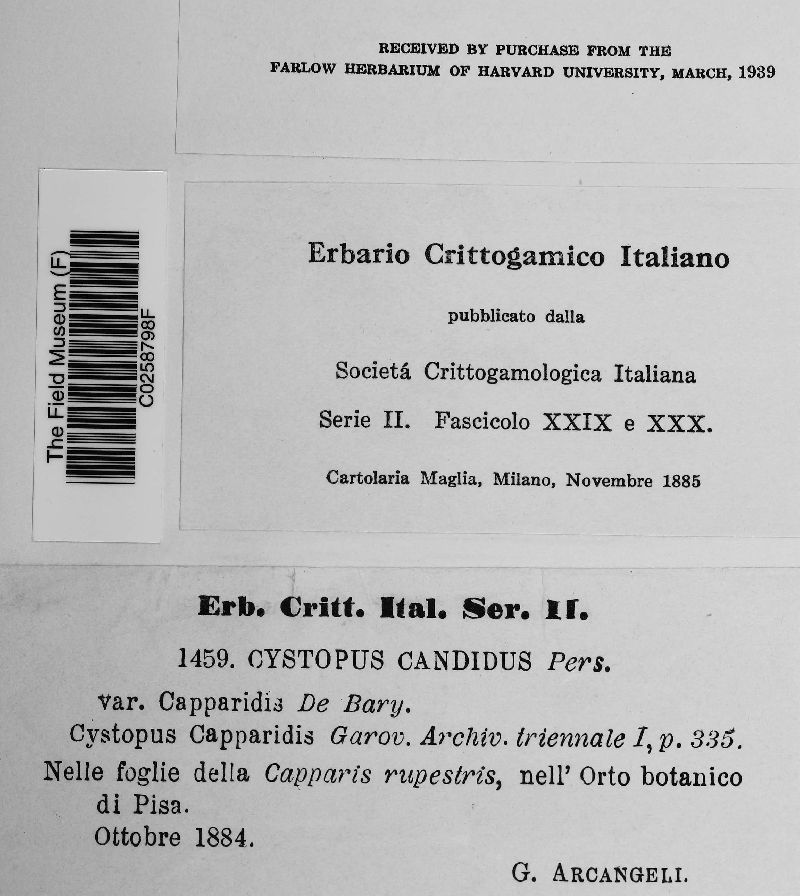 RECEIVED BY PURCHASE FROM THE
FARLOW HERBARIUM OF HARVARD UNIVERSITY, MARCH, 1939
The Field Museum (F)
C0258798F
Erbario Crittogamico Italiano
pubblicato dalla
Societá Crittogamologica Italiana
Serie II. Fascicolo XXIX e XXX.
Cartolaria Maglia, Milano, Novembre 1885
Erb. Critt. Ital. Ser. II.
1459. CYSTOPUS CANDIDUS Pers.
var. Capparidis De Bary.
Cystopus Capparidis Garov. Archiv. triennale I, p. 335.
Nelle foglie della Capparis rupestris, nell' Orto botanico
di Pisa.
Ottobre 1884.
G. ARCANGELI.